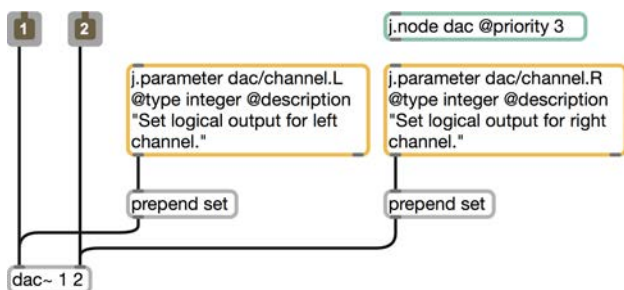 1 2
j.node dac @priority 3
j.parameter dac/channel.L
@type integer @description
"Set logical output for left
channel."
j.parameter dac/channel.R
@type integer @description
"Set logical output for right
channel."
prepend set
prepend set
dac~ 1 2